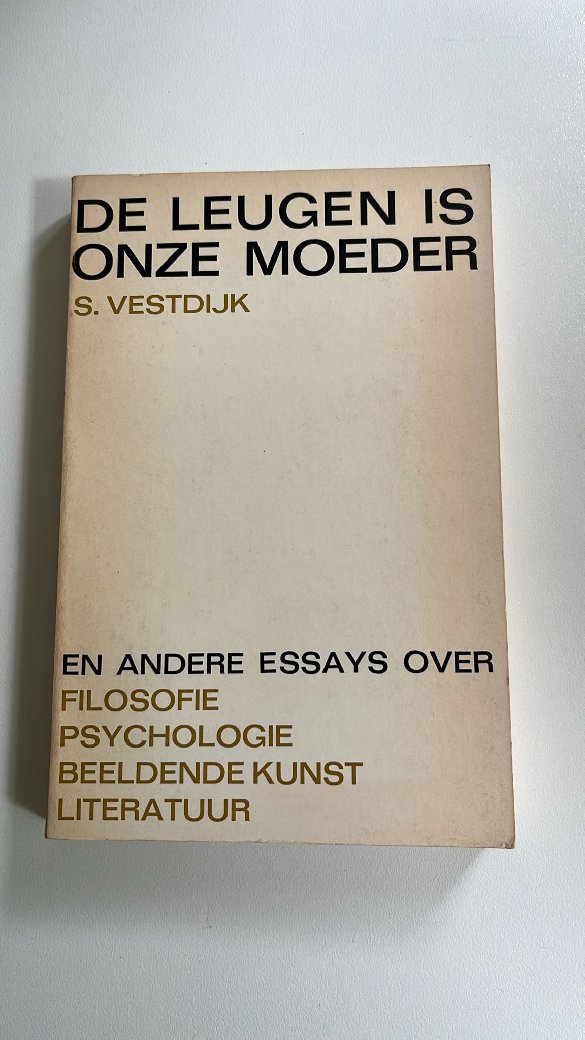 DE LEUGEN IS
ONZE MOEDER
S. VESTDIJK
EN ANDERE ESSAYS OVER
FILOSOFIE
PSYCHOLOGIE
BEELDENDE KUNST
LITERATUUR